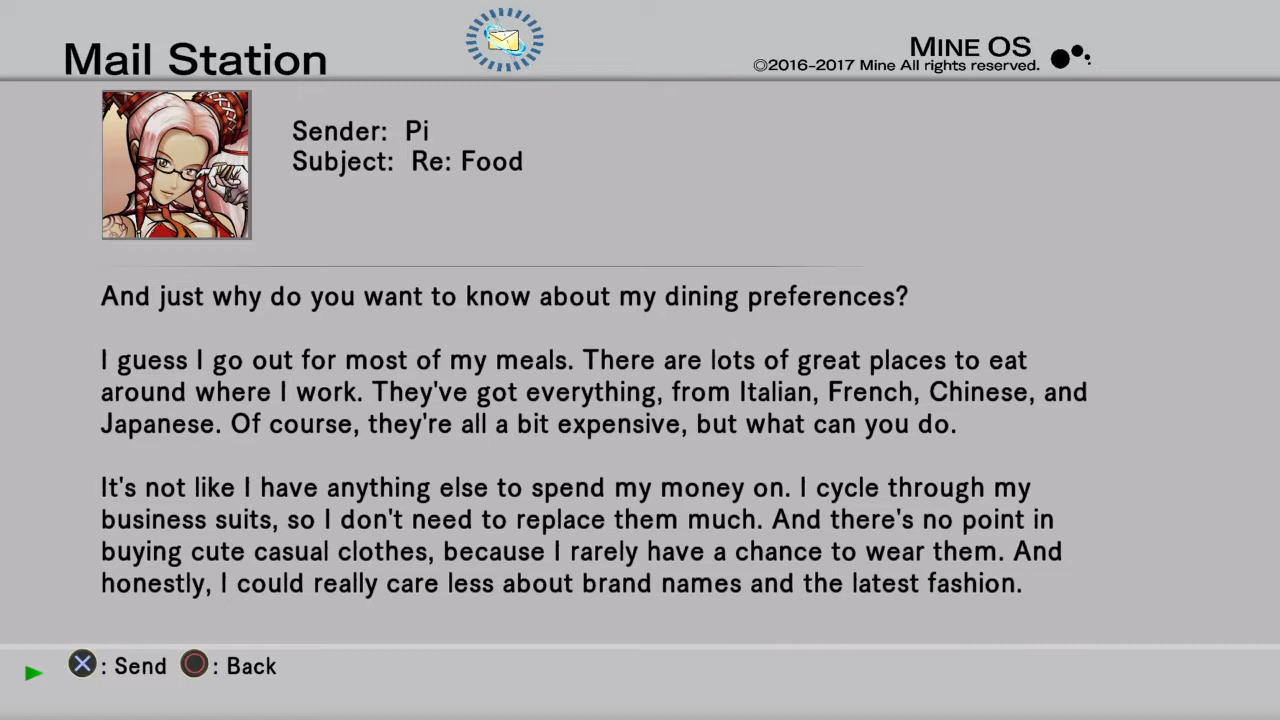 Mail Station
MINE OS
©2016-2017 Mine All rights reserved.
Sender: Pi
Subject: Re: Food
And just why do you want to know about my dining preferences?
I guess I go out for most of my meals. There are lots of great places to eat
around where I work. They've got everything, from Italian, French, Chinese, and
Japanese. Of course, they're all a bit expensive, but what can you do.
It's not like I have anything else to spend my money on. I cycle through my
business suits, so I don't need to replace them much. And there's no point in
buying cute casual clothes, because I rarely have a chance to wear them. And
honestly, I could really care less about brand names and the latest fashion.
: Send : Back